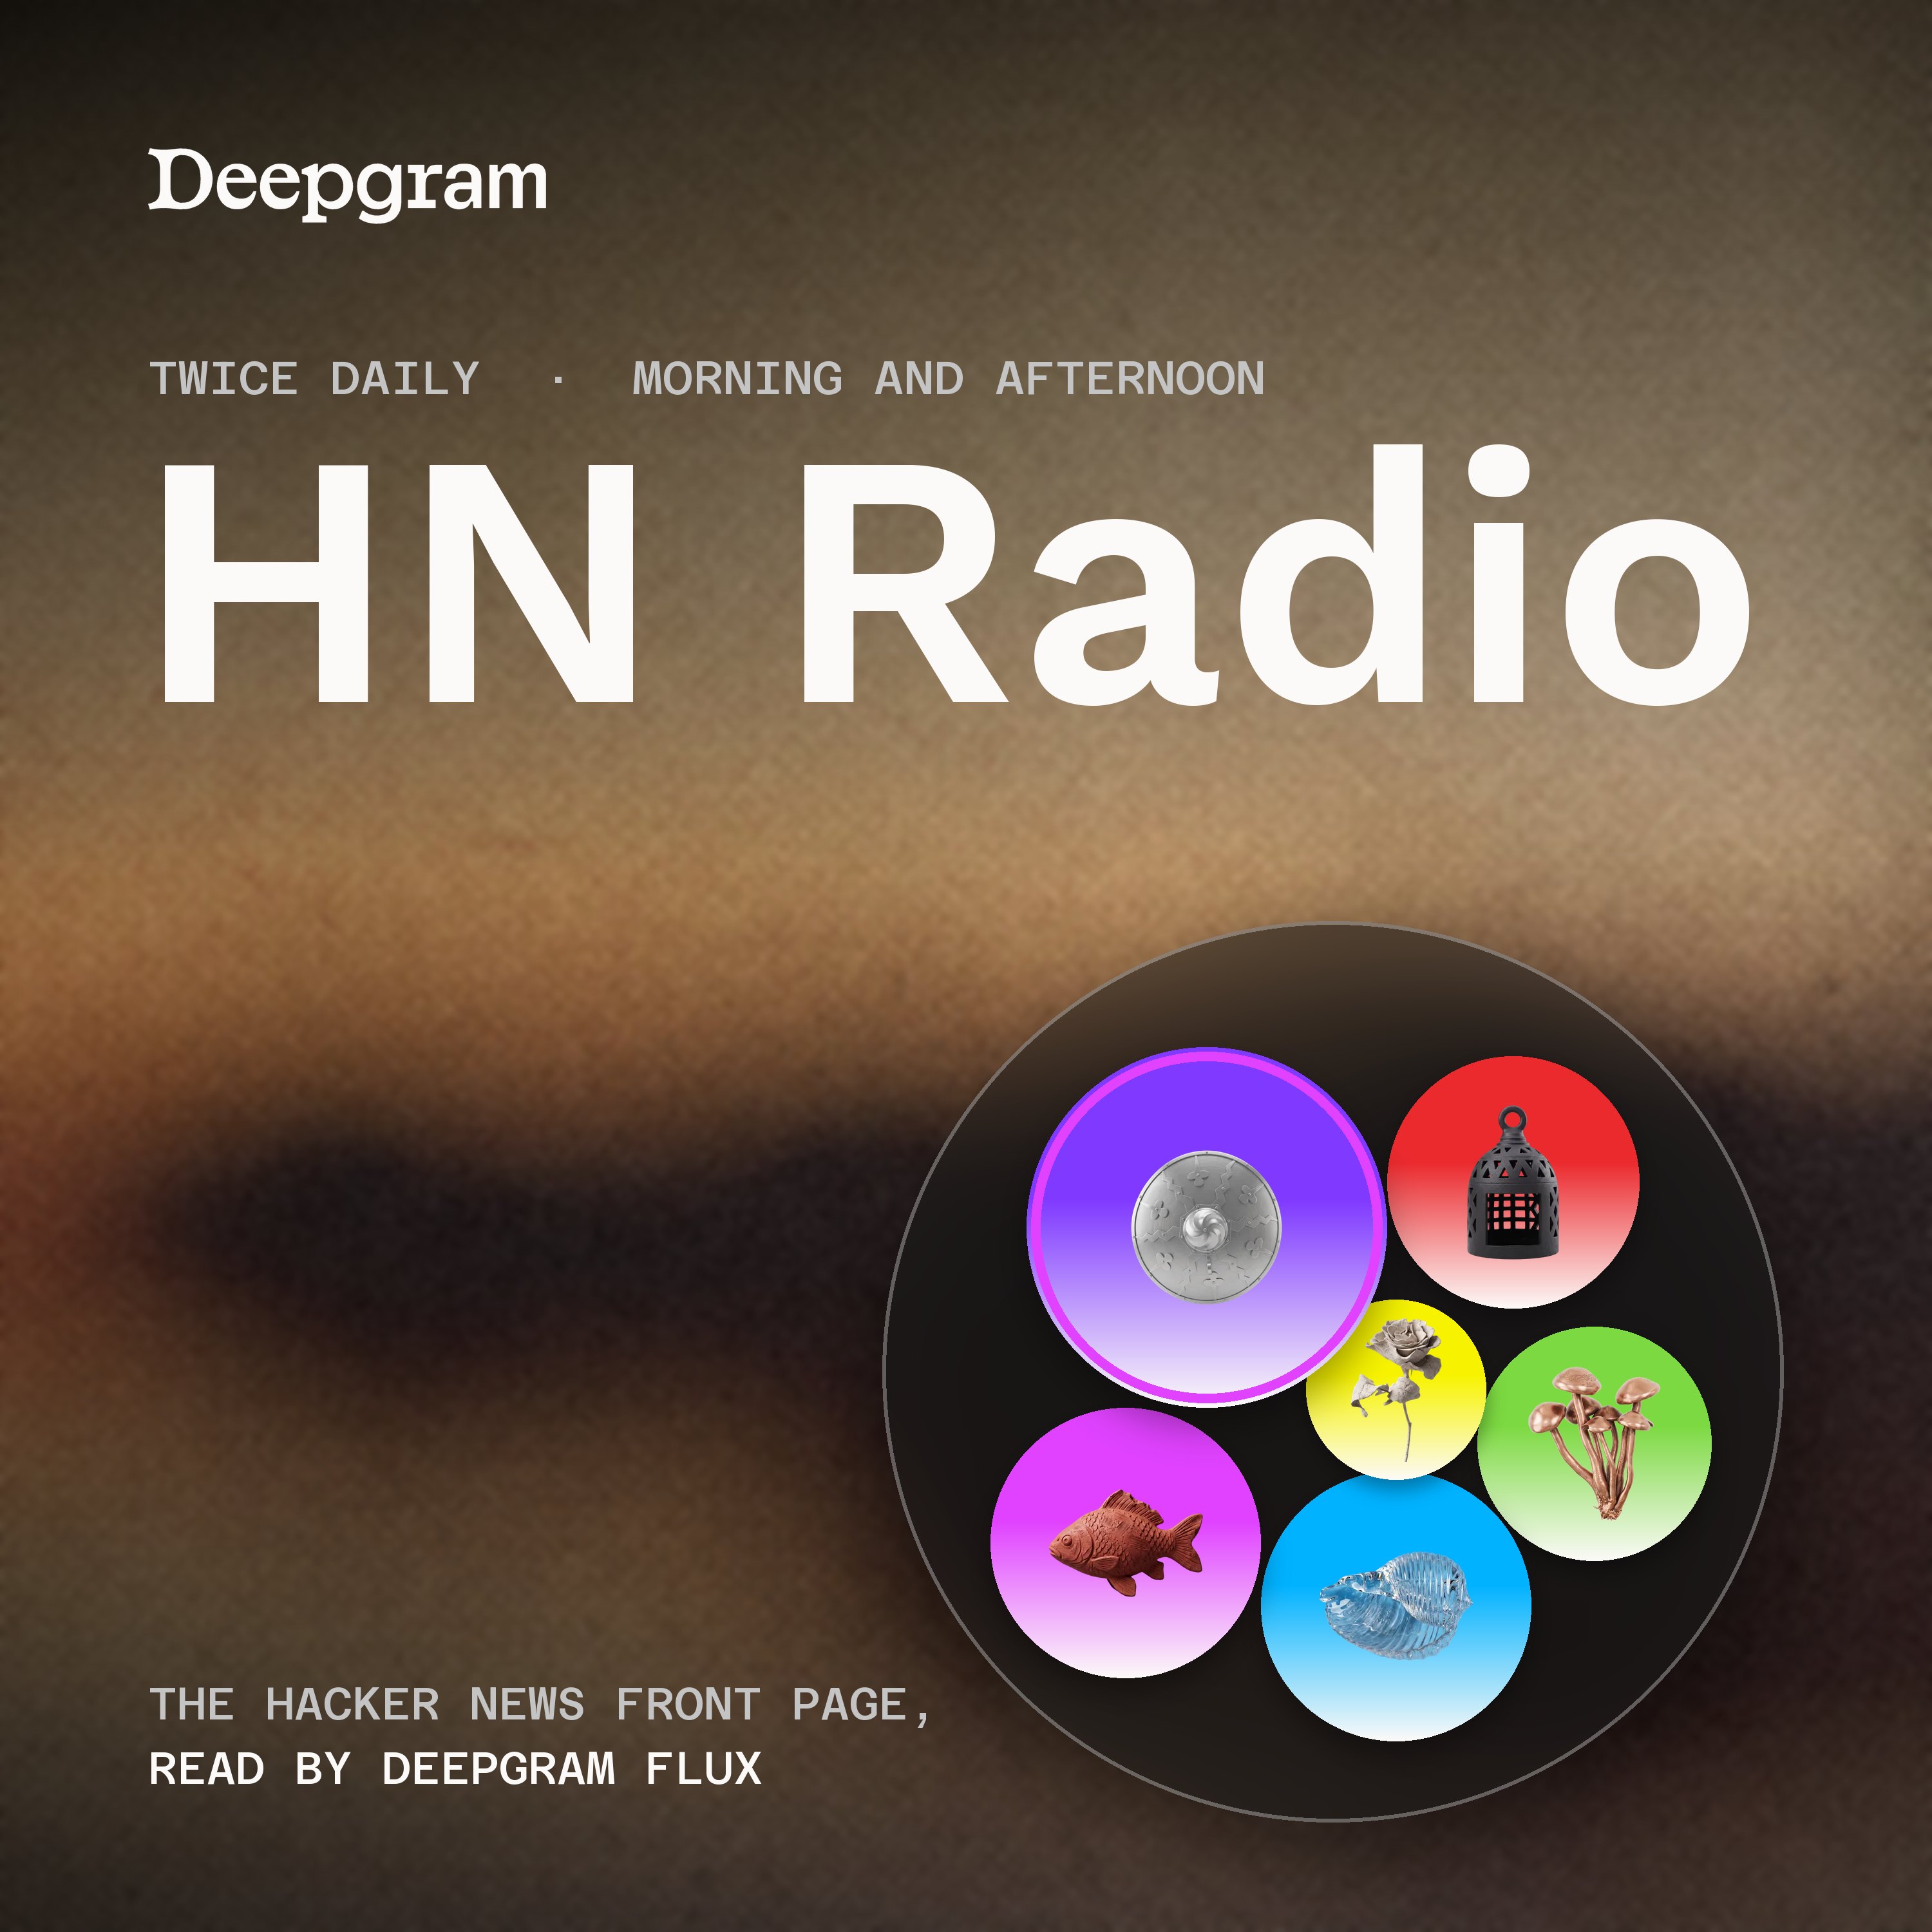 Deepgram
TWICE DAILY · MORNING AND AFTERNOON
HN Radio
THE HACKER NEWS FRONT PAGE,
READ BY DEEPGRAM FLUX